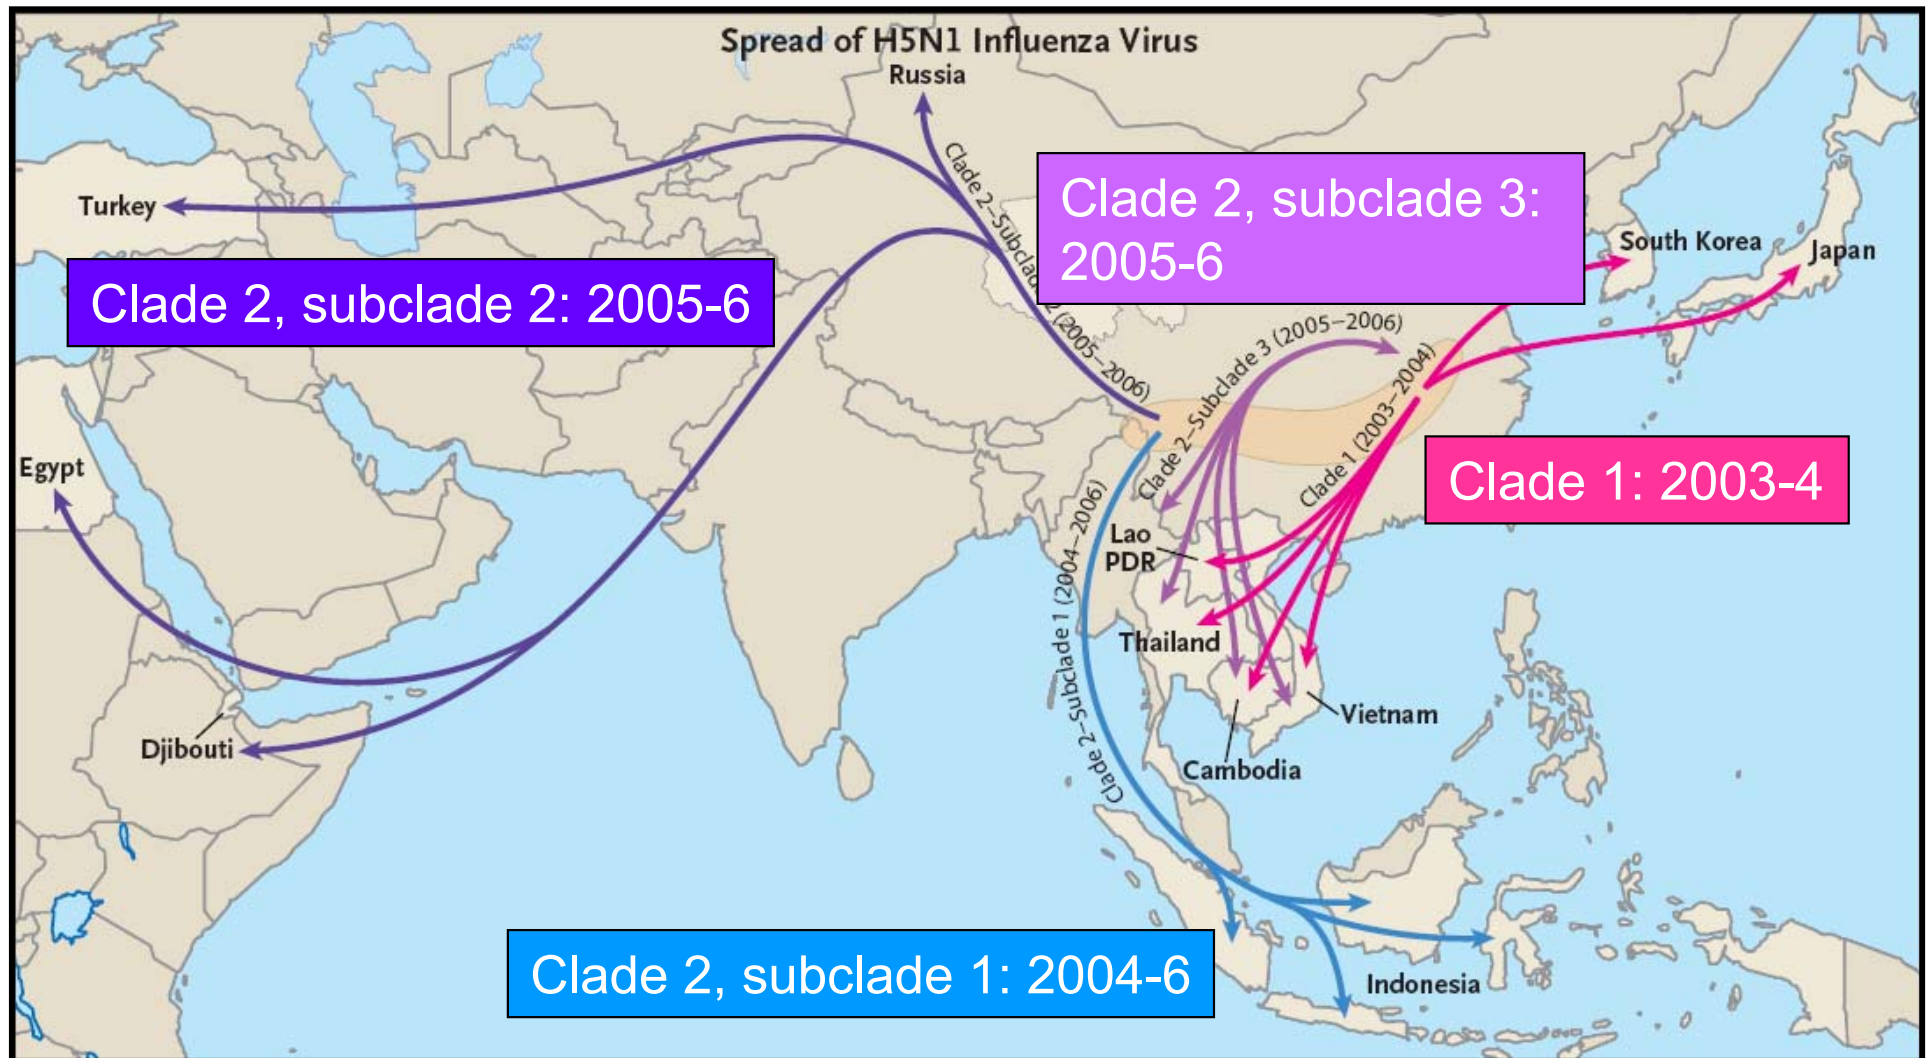 Spread of H5N1 Influenza Virus
Russia
Clade 2–Subclade 2 (2005–2006)
Clade 2, subclade 3:
2005-6
Turkey
South Korea
Japan
Clade 2, subclade 2: 2005-6
Clade 2–Subclade 3 (2005–2006)
Clade 1 (2003–2004)
Egypt
Clade 1: 2003-4
Clade 2–Subclade 1 (2004–2006)
Lao
PDR
Thailand
Vietnam
Djibouti
Cambodia
Clade 2, subclade 1: 2004-6
Indonesia